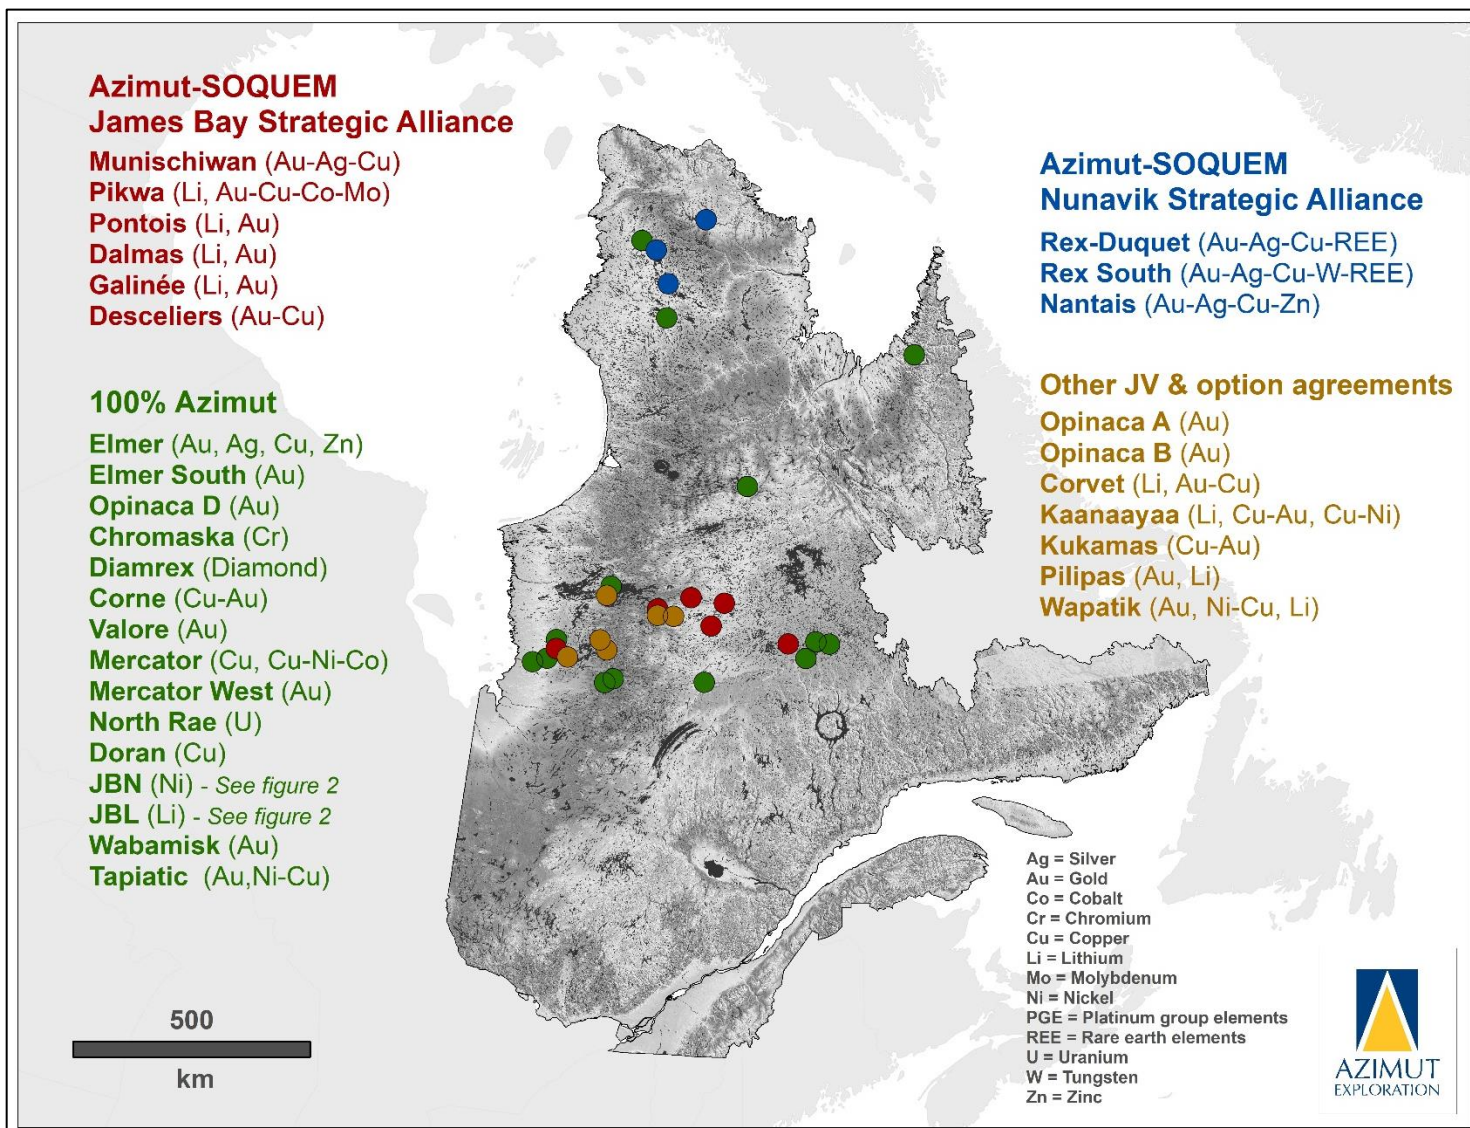 Azimut-SOQUEM
James Bay Strategic Alliance
Munischiwan (Au-Ag-Cu)
Pikwa (Li, Au-Cu-Co-Mo)
Pontois (Li, Au)
Dalmas (Li, Au)
Galinée (Li, Au)
Desceliers (Au-Cu)
100% Azimut
Elmer (Au, Ag, Cu, Zn)
Elmer South (Au)
Opinaca D (Au)
Chromaska (Cr)
Diamrex (Diamond)
Corne (Cu-Au)
Valore (Au)
Mercator (Cu, Cu-Ni-Co)
Mercator West (Au)
North Rae (U)
Doran (Cu)
JBN (Ni) - See figure 2
JBL (Li) - See figure 2
Wabamisk (Au)
Tapiatic (Au,Ni-Cu)
500
km
Azimut-SOQUEM
Nunavik Strategic Alliance
Rex-Duquet (Au-Ag-Cu-REE)
Rex South (Au-Ag-Cu-W-REE)
Nantais (Au-Ag-Cu-Zn)
Other JV & option agreements
Opinaca A (Au)
Opinaca B (Au)
Corvet (Li, Au-Cu)
Kaanaayaa (Li, Cu-Au, Cu-Ni)
Kukamas (Cu-Au)
Pilipas (Au, Li)
Wapatik (Au, Ni-Cu, Li)
Ag = Silver
Au = Gold
Co = Cobalt
Cr = Chromium
Cu = Copper
Li = Lithium
Mo = Molybdenum
Ni = Nickel
PGE = Platinum group elements
REE = Rare earth elements
U = Uranium
W = Tungsten
Zn = Zinc
AZIMUT
EXPLORATION